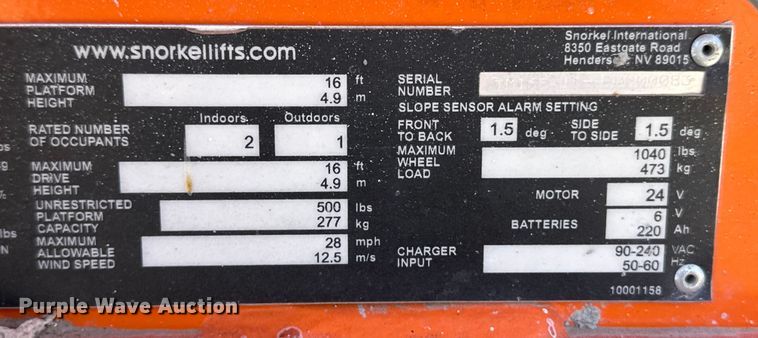 www.snorkellifts.com
Snorkel International
8350 Eastgate Road
Henderson, NV 89015
MAXIMUM PLATFORM HEIGHT 16 ft 4.9 m
SERIAL NUMBER
SLOPE SENSOR ALARM SETTING
RATED NUMBER OF OCCUPANTS Indoors 2 Outdoors 1
FRONT TO BACK 1.5 deg SIDE TO SIDE 1.5 deg
MAXIMUM DRIVE HEIGHT 16 ft 4.9 m
MAXIMUM WHEEL LOAD 1040 lbs 473 kg
MOTOR 24 V
UNRESTRICTED PLATFORM CAPACITY 500 lbs 277 kg
BATTERIES 6 V 220 Ah
MAXIMUM ALLOWABLE WIND SPEED 28 mph 12.5 m/s
CHARGER INPUT 90-240 VAC 50-60 Hz
10001158
Purple Wave Auction